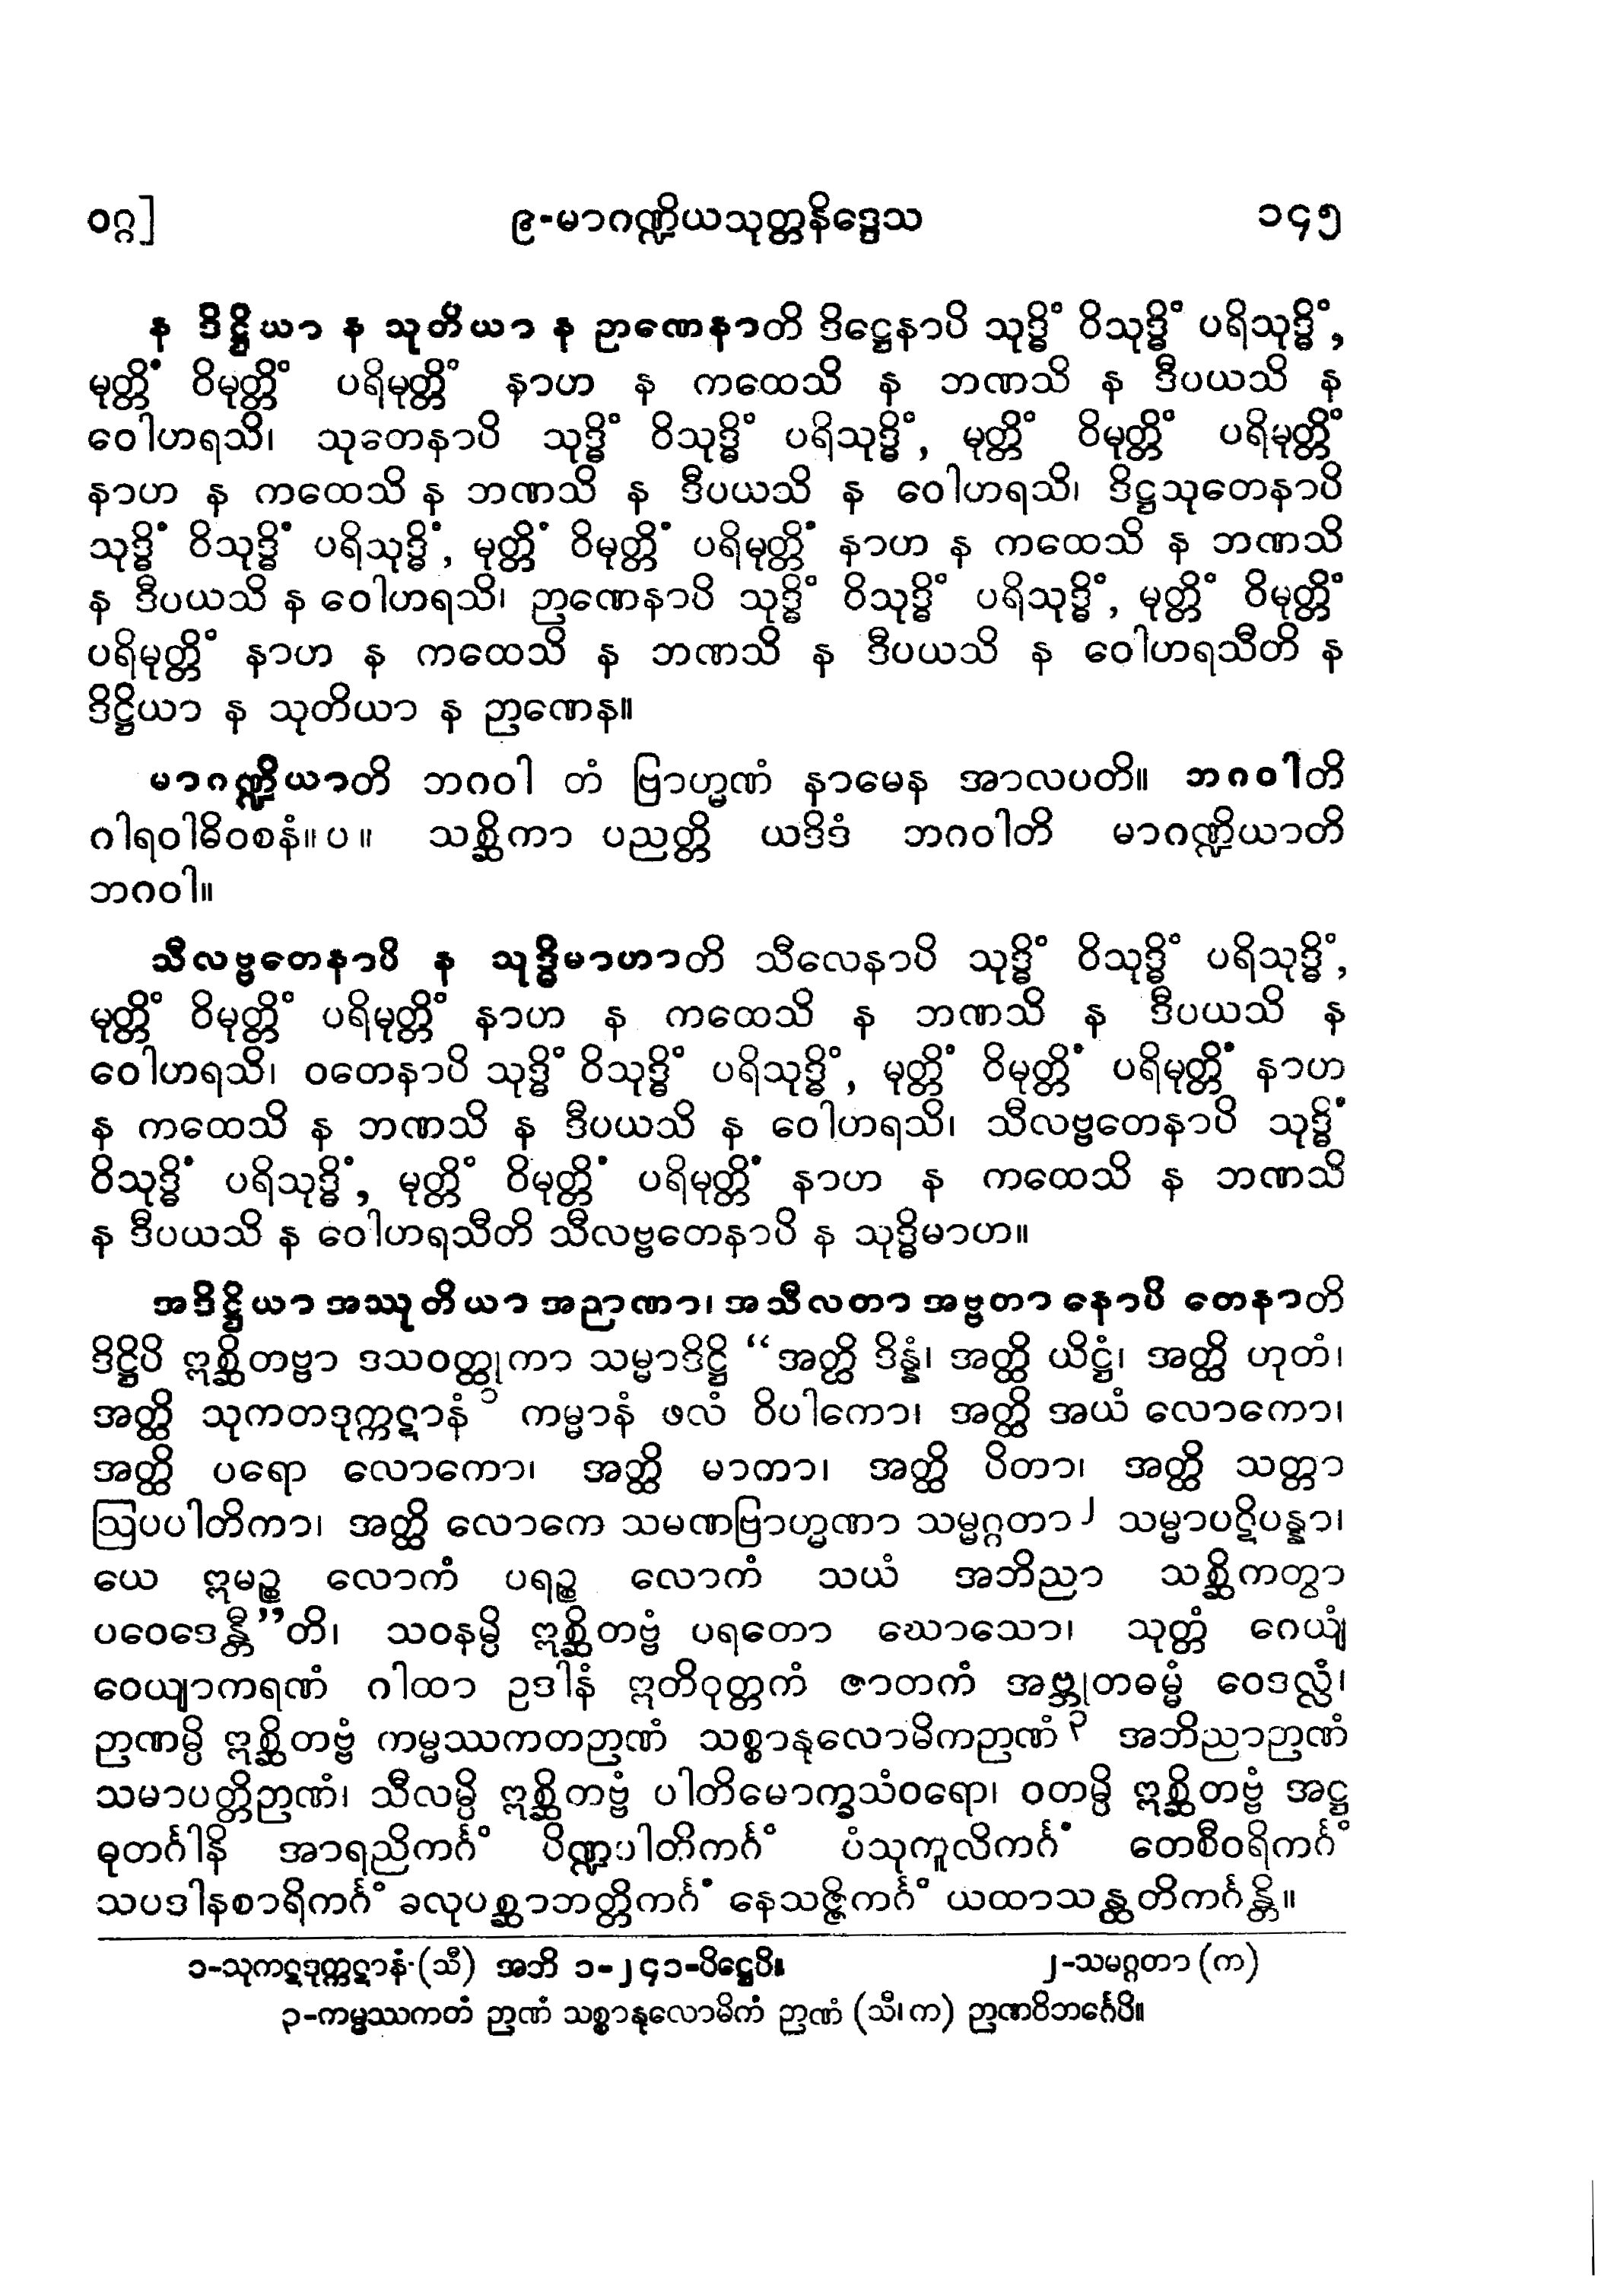 ဝဂ္ဂ] ၉-မာဂဏ္ဍိယသုတ္တနိဒ္ဒေသ ၁၄၅
န ဒိဋ္ဌိယာ န သုတိယာ န ဉာဏေနာတိ ဒိဋ္ဌေနာပိ သုဒ္ဓိံ ဝိသုဒ္ဓိံ ပရိသုဒ္ဓိံ,
မုတ္တိံ ဝိမုတ္တိံ ပရိမုတ္တိံ နာဟ န ကထေသိ န ဘဏသိ န ဒီပယသိ န
ဝေါဟရသိ၊ သုတေနာပိ သုဒ္ဓိံ ဝိသုဒ္ဓိံ ပရိသုဒ္ဓိံ, မုတ္တိံ ဝိမုတ္တိံ ပရိမုတ္တိံ
နာဟ န ကထေသိ န ဘဏသိ န ဒီပယသိ န ဝေါဟရသိ၊ ဒိဋ္ဌသုတေနာပိ
သုဒ္ဓိံ ဝိသုဒ္ဓိံ ပရိသုဒ္ဓိံ, မုတ္တိံ ဝိမုတ္တိံ ပရိမုတ္တိံ နာဟ န ကထေသိ န ဘဏသိ
န ဒီပယသိ န ဝေါဟရသိ၊ ဉာဏေနာပိ သုဒ္ဓိံ ဝိသုဒ္ဓိံ ပရိသုဒ္ဓိံ, မုတ္တိံ ဝိမုတ္တိံ
ပရိမုတ္တိံ နာဟ န ကထေသိ န ဘဏသိ န ဒီပယသိ န ဝေါဟရသီတိ န
ဒိဋ္ဌိယာ န သုတိယာ န ဉာဏေန။
မာဂဏ္ဍိယာတိ ဘဂဝါ တံ ဗြာဟ္မဏံ နာမေန အာလပတိ။ ဘဂဝါတိ
ဂါရဝါဓိဝစနံ။ ပ ။ သစ္ဆိကာ ပညတ္တိ ယဒိဒံ ဘဂဝါတိ မာဂဏ္ဍိယာတိ
ဘဂဝါ။
သီလဗ္ဗတေနာပိ န သုဒ္ဓိမာဟာတိ သီလေနာပိ သုဒ္ဓိံ ဝိသုဒ္ဓိံ ပရိသုဒ္ဓိံ,
မုတ္တိံ ဝိမုတ္တိံ ပရိမုတ္တိံ နာဟ န ကထေသိ န ဘဏသိ န ဒီပယသိ န
ဝေါဟရသိ၊ ဝတေနာပိ သုဒ္ဓိံ ဝိသုဒ္ဓိံ ပရိသုဒ္ဓိံ, မုတ္တိံ ဝိမုတ္တိံ ပရိမုတ္တိံ နာဟ
န ကထေသိ န ဘဏသိ န ဒီပယသိ န ဝေါဟရသိ၊ သီလဗ္ဗတေနာပိ သုဒ္ဓိံ
ဝိသုဒ္ဓိံ ပရိသုဒ္ဓိံ, မုတ္တိံ ဝိမုတ္တိံ ပရိမုတ္တိံ နာဟ န ကထေသိ န ဘဏသိ
န ဒီပယသိ န ဝေါဟရသီတိ သီလဗ္ဗတေနာပိ န သုဒ္ဓိမာဟ။
အဒိဋ္ဌိယာ အဿုတိယာ အညာဏာ၊ အသီလတာ အဗ္ဗတာ နောပိ တေနာတိ
ဒိဋ္ဌိပိ ဣစ္ဆိတဗ္ဗာ ဒသဝတ္ထုကာ သမ္မာဒိဋ္ဌိ “အတ္ထိ ဒိန္နံ၊ အတ္ထိ ယိဋ္ဌံ၊ အတ္ထိ ဟုတံ၊
အတ္ထိ သုကတဒုက္ကဋာနံ ၁ ကမ္မာနံ ဖလံ ဝိပါကော၊ အတ္ထိ အယံ လောကော၊
အတ္ထိ ပရော လောကော၊ အတ္ထိ မာတာ၊ အတ္ထိ ပိတာ၊ အတ္ထိ သတ္တာ
ဩပပါတိကာ၊ အတ္ထိ လောကေ သမဏဗြာဟ္မဏာ သမ္မဂ္ဂတာ ၂ သမ္မာပဋိပန္နာ၊
ယေ ဣမဉ္စ လောကံ ပရဉ္စ လောကံ သယံ အဘိညာ သစ္ဆိကတွာ
ပဝေဒေန္တီ”တိ၊ သဝနမ္ပိ ဣစ္ဆိတဗ္ဗံ ပရတော ဃောသော၊ သုတ္တံ ဂေယျံ
ဝေယျာကရဏံ ဂါထာ ဥဒါနံ ဣတိဝုတ္တကံ ဇာတကံ အဗ္ဘုတဓမ္မံ ဝေဒလ္လံ၊
ဉာဏမ္ပိ ဣစ္ဆိတဗ္ဗံ ကမ္မဿကတဉာဏံ သစ္စာနုလောမိကဉာဏံ ၃ အဘိညာဉာဏံ
သမာပတ္တိဉာဏံ၊ သီလမ္ပိ ဣစ္ဆိတဗ္ဗံ ပါတိမောက္ခသံဝရော၊ ဝတမ္ပိ ဣစ္ဆိတဗ္ဗံ အဋ္ဌ
ဓုတင်္ဂါနိ အာရညိကင်္ဂံ ပိဏ္ဍပါတိကင်္ဂံ ပံသုကူလိကင်္ဂံ တေစီဝရိကင်္ဂံ
သပဒါနစာရိကင်္ဂံ ခလုပစ္ဆာဘတ္တိကင်္ဂံ နေသဇ္ဇိကင်္ဂံ ယထာသန္ထတိကင်္ဂန္တိ။
၁-သုကဋဒုက္ကဋာနံ (သီ) အဘိ ၁-၂၄၁-ပိဋ္ဌေပိ။ ၂-သမဂ္ဂတာ (က)
၃-ကမ္မဿကတံ ဉာဏံ သစ္စာနုလောမိကံ ဉာဏံ (သီ၊ က) ဉာဏဝိဘင်္ဂေပိ။